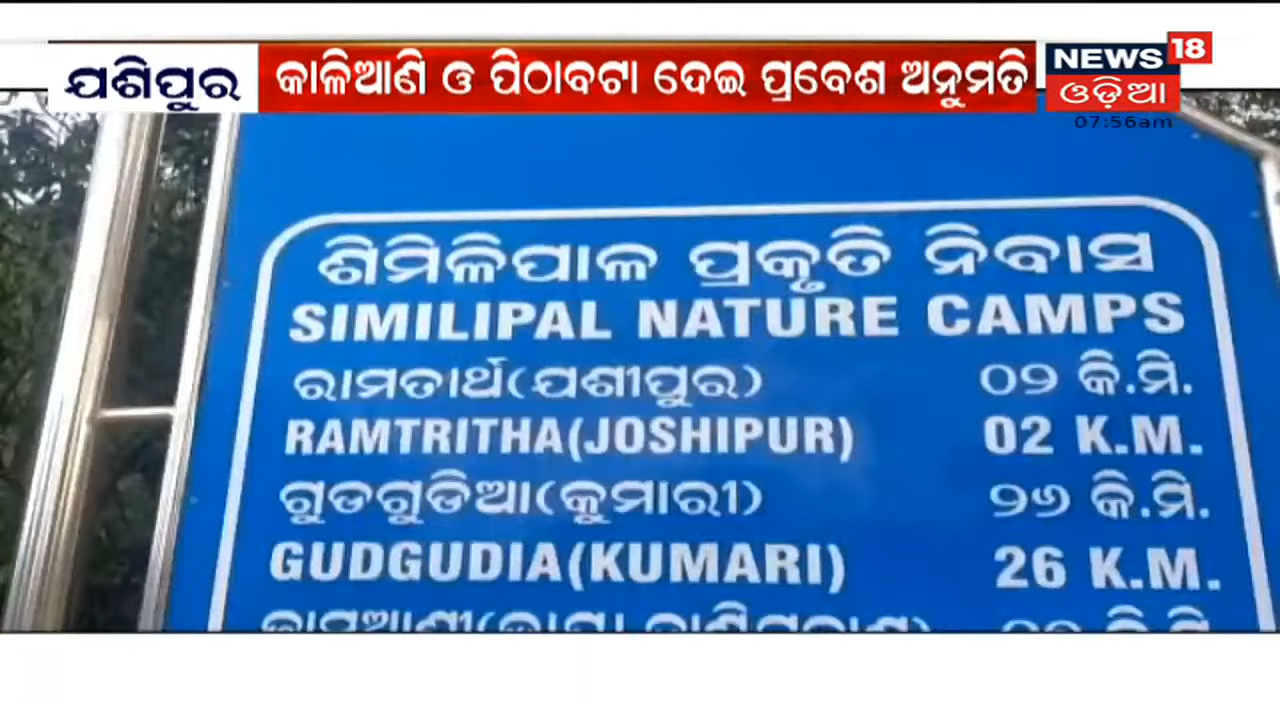 ଯଶିପୁର
କାଳିଆଣି ଓ ପିଠାବଟା ଦେଇ ପ୍ରବେଶ ଅନୁମତି
NEWS 18
ଓଡ଼ିଆ
07:56am
ଶିମିଳିପାଳ ପ୍ରକୃତି ନିବାସ
SIMILIPAL NATURE CAMPS
ରାମତୀର୍ଥ(ଯଶୀପୁର) ୦୨ କି.ମି.
RAMTRITHA(JOSHIPUR) 02 K.M.
ଗୁଡଗୁଡିଆ(କୁମାରୀ) ୨୬ କି.ମି.
GUDGUDIA(KUMARI) 26 K.M.